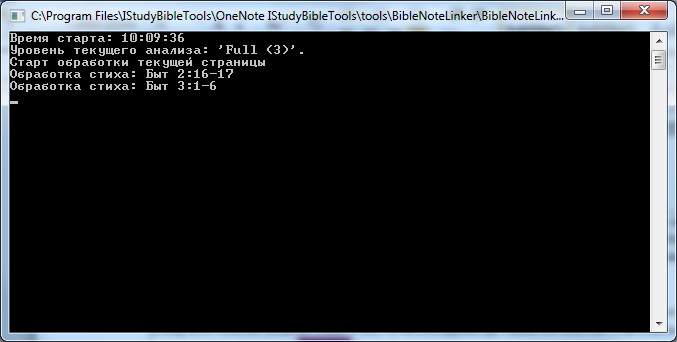 C:\Program Files\IStudyBibleTools\OneNote IStudyBibleTools\tools\BibleNoteLinker\BibleNoteLink...
Время старта: 10:09:36
Уровень текущего анализа: 'Full (3)'.
Старт обработки текущей страницы
Обработка стиха: Быт 2:16-17
Обработка стиха: Быт 3:1-6